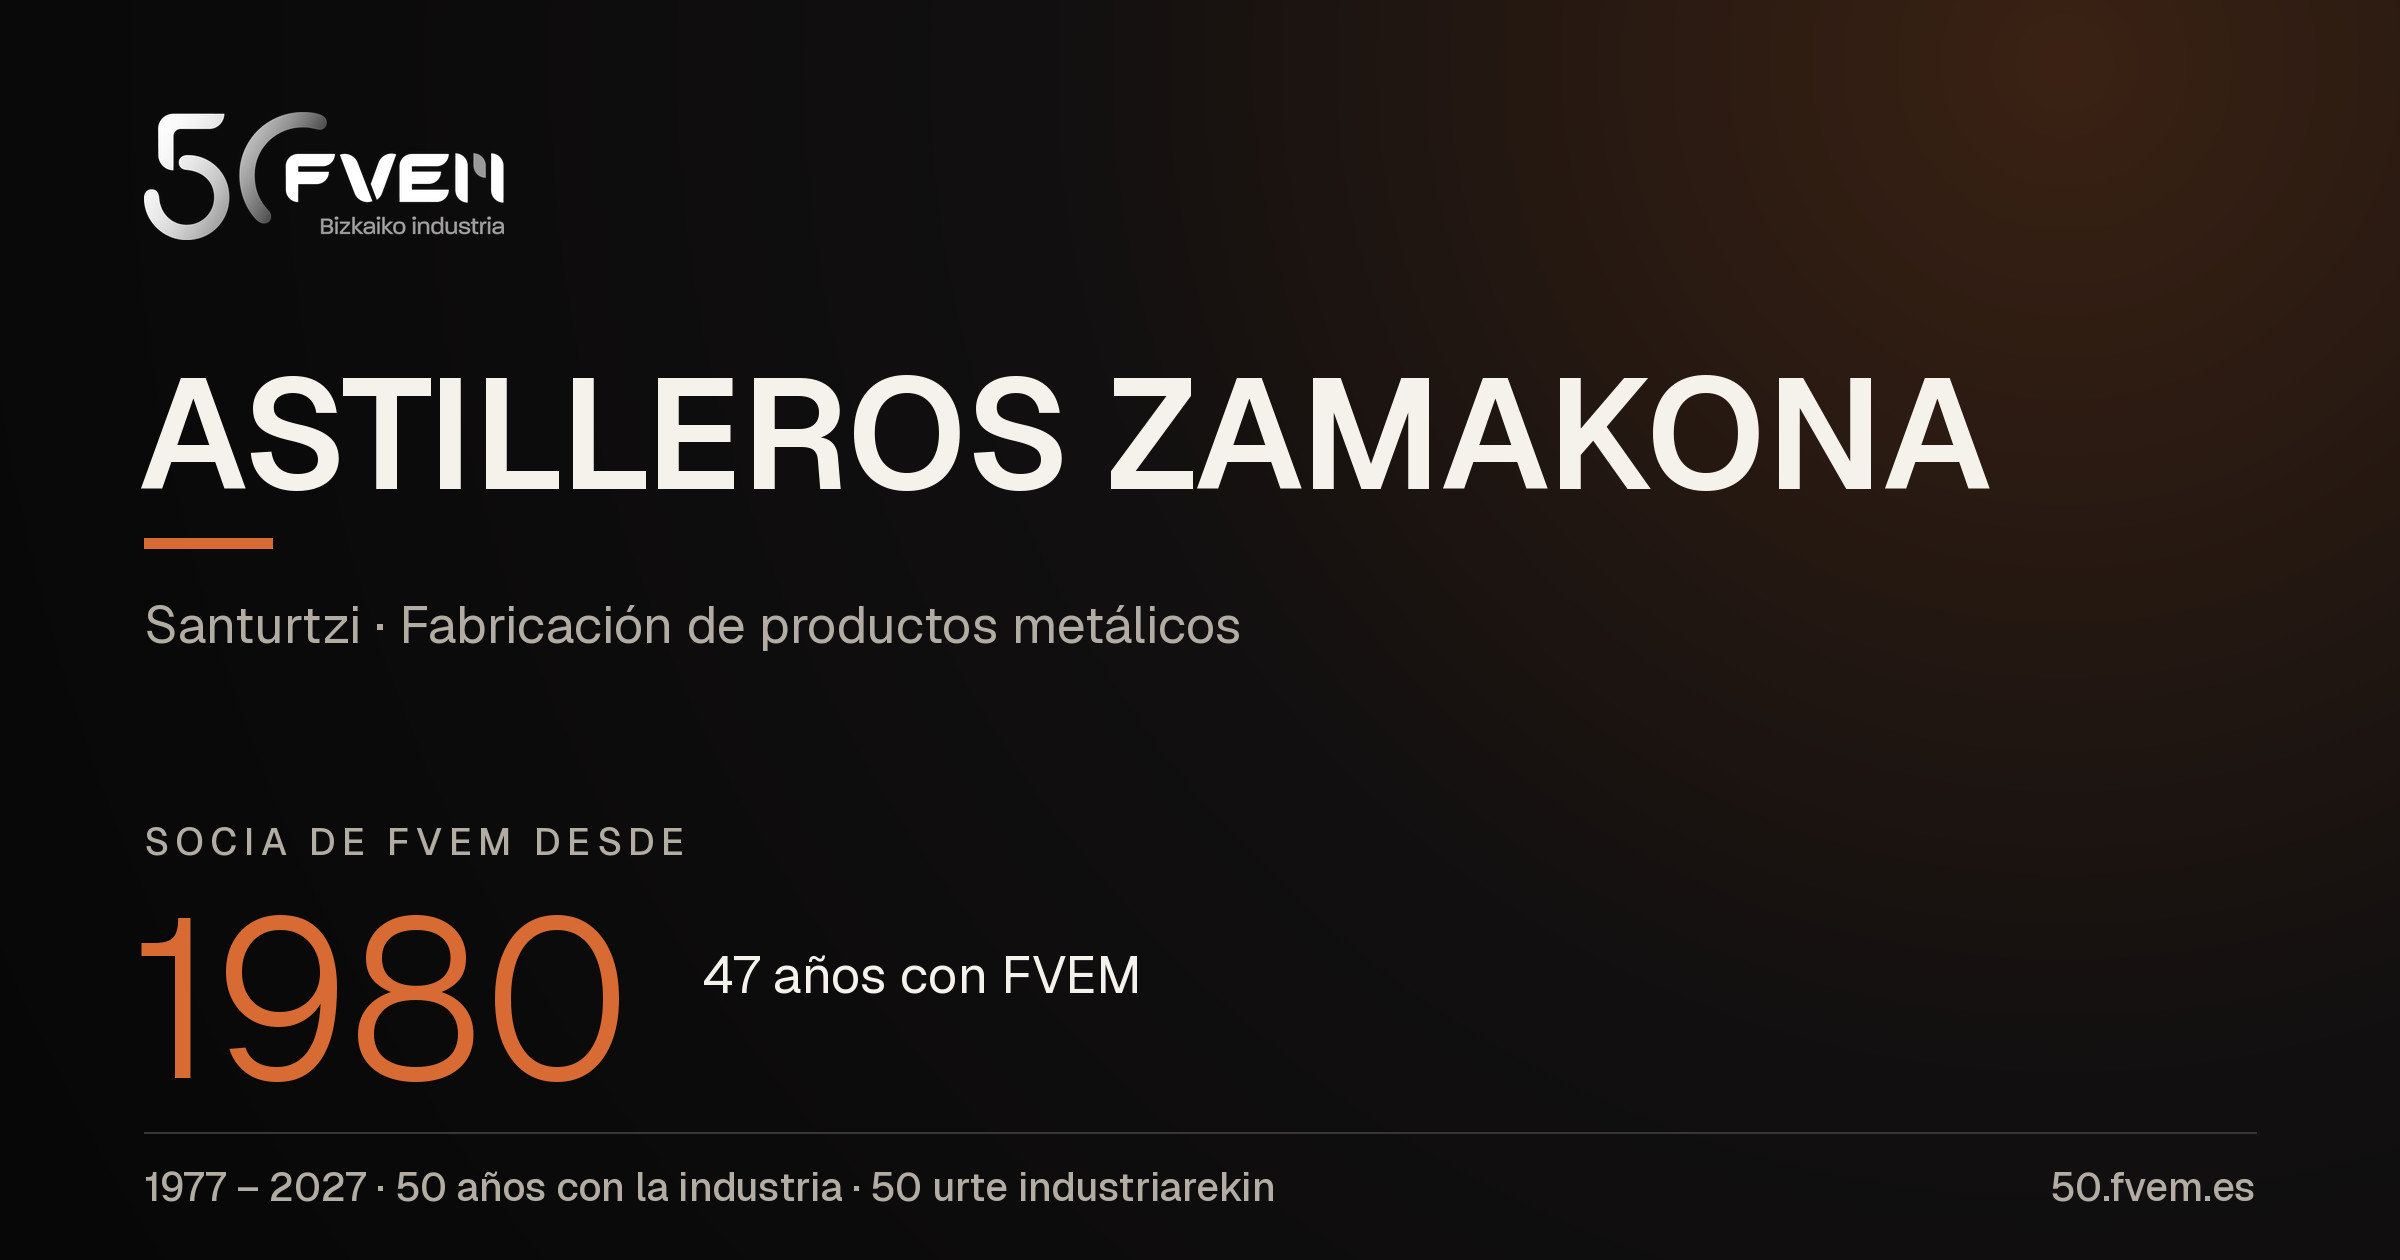 50 FVEM
Bizkaiko industria
ASTILLEROS ZAMAKONA
Santurtzi · Fabricación de productos metálicos
SOCIA DE FVEM DESDE
1980
47 años con FVEM
1977 – 2027 · 50 años con la industria · 50 urte industriarekin
50.fvem.es